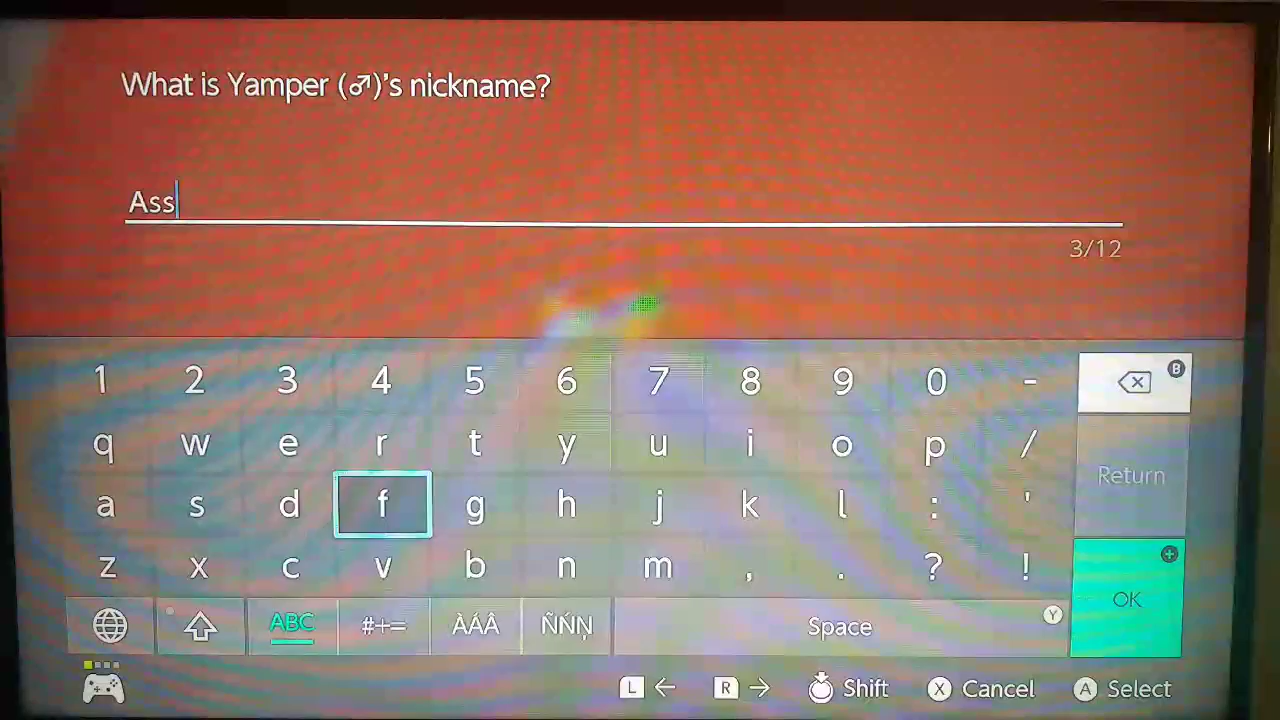 What is Yamper (♂)'s nickname?
Ass
3/12
1 2 3 4 5 6 7 8 9 0 -
B
q w e r t y u i o p /
Return
a s d f g h j k l : '
z x c v b n m , . ? !
+
OK
ABC #+= ÀÁÂ ÑŃŅ Space Y
L ← R → Shift X Cancel A Select